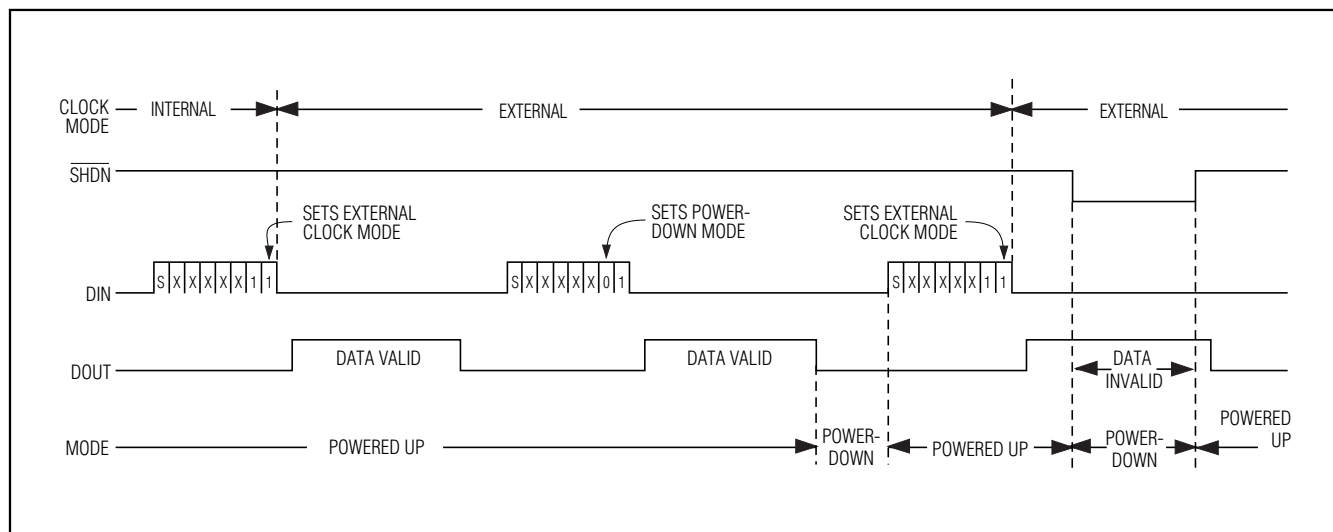 CLOCK MODE
INTERNAL
EXTERNAL
EXTERNAL
SHDN
SETS EXTERNAL
CLOCK MODE
SETS POWER-
DOWN MODE
SETS EXTERNAL
CLOCK MODE
DIN
S X X X X X 1 1
S X X X X X 0 1
S X X X X X 1 1
DOUT
DATA VALID
DATA VALID
DATA
INVALID
MODE
POWERED UP
POWER-
DOWN
POWERED UP
POWER-
DOWN
POWERED
UP